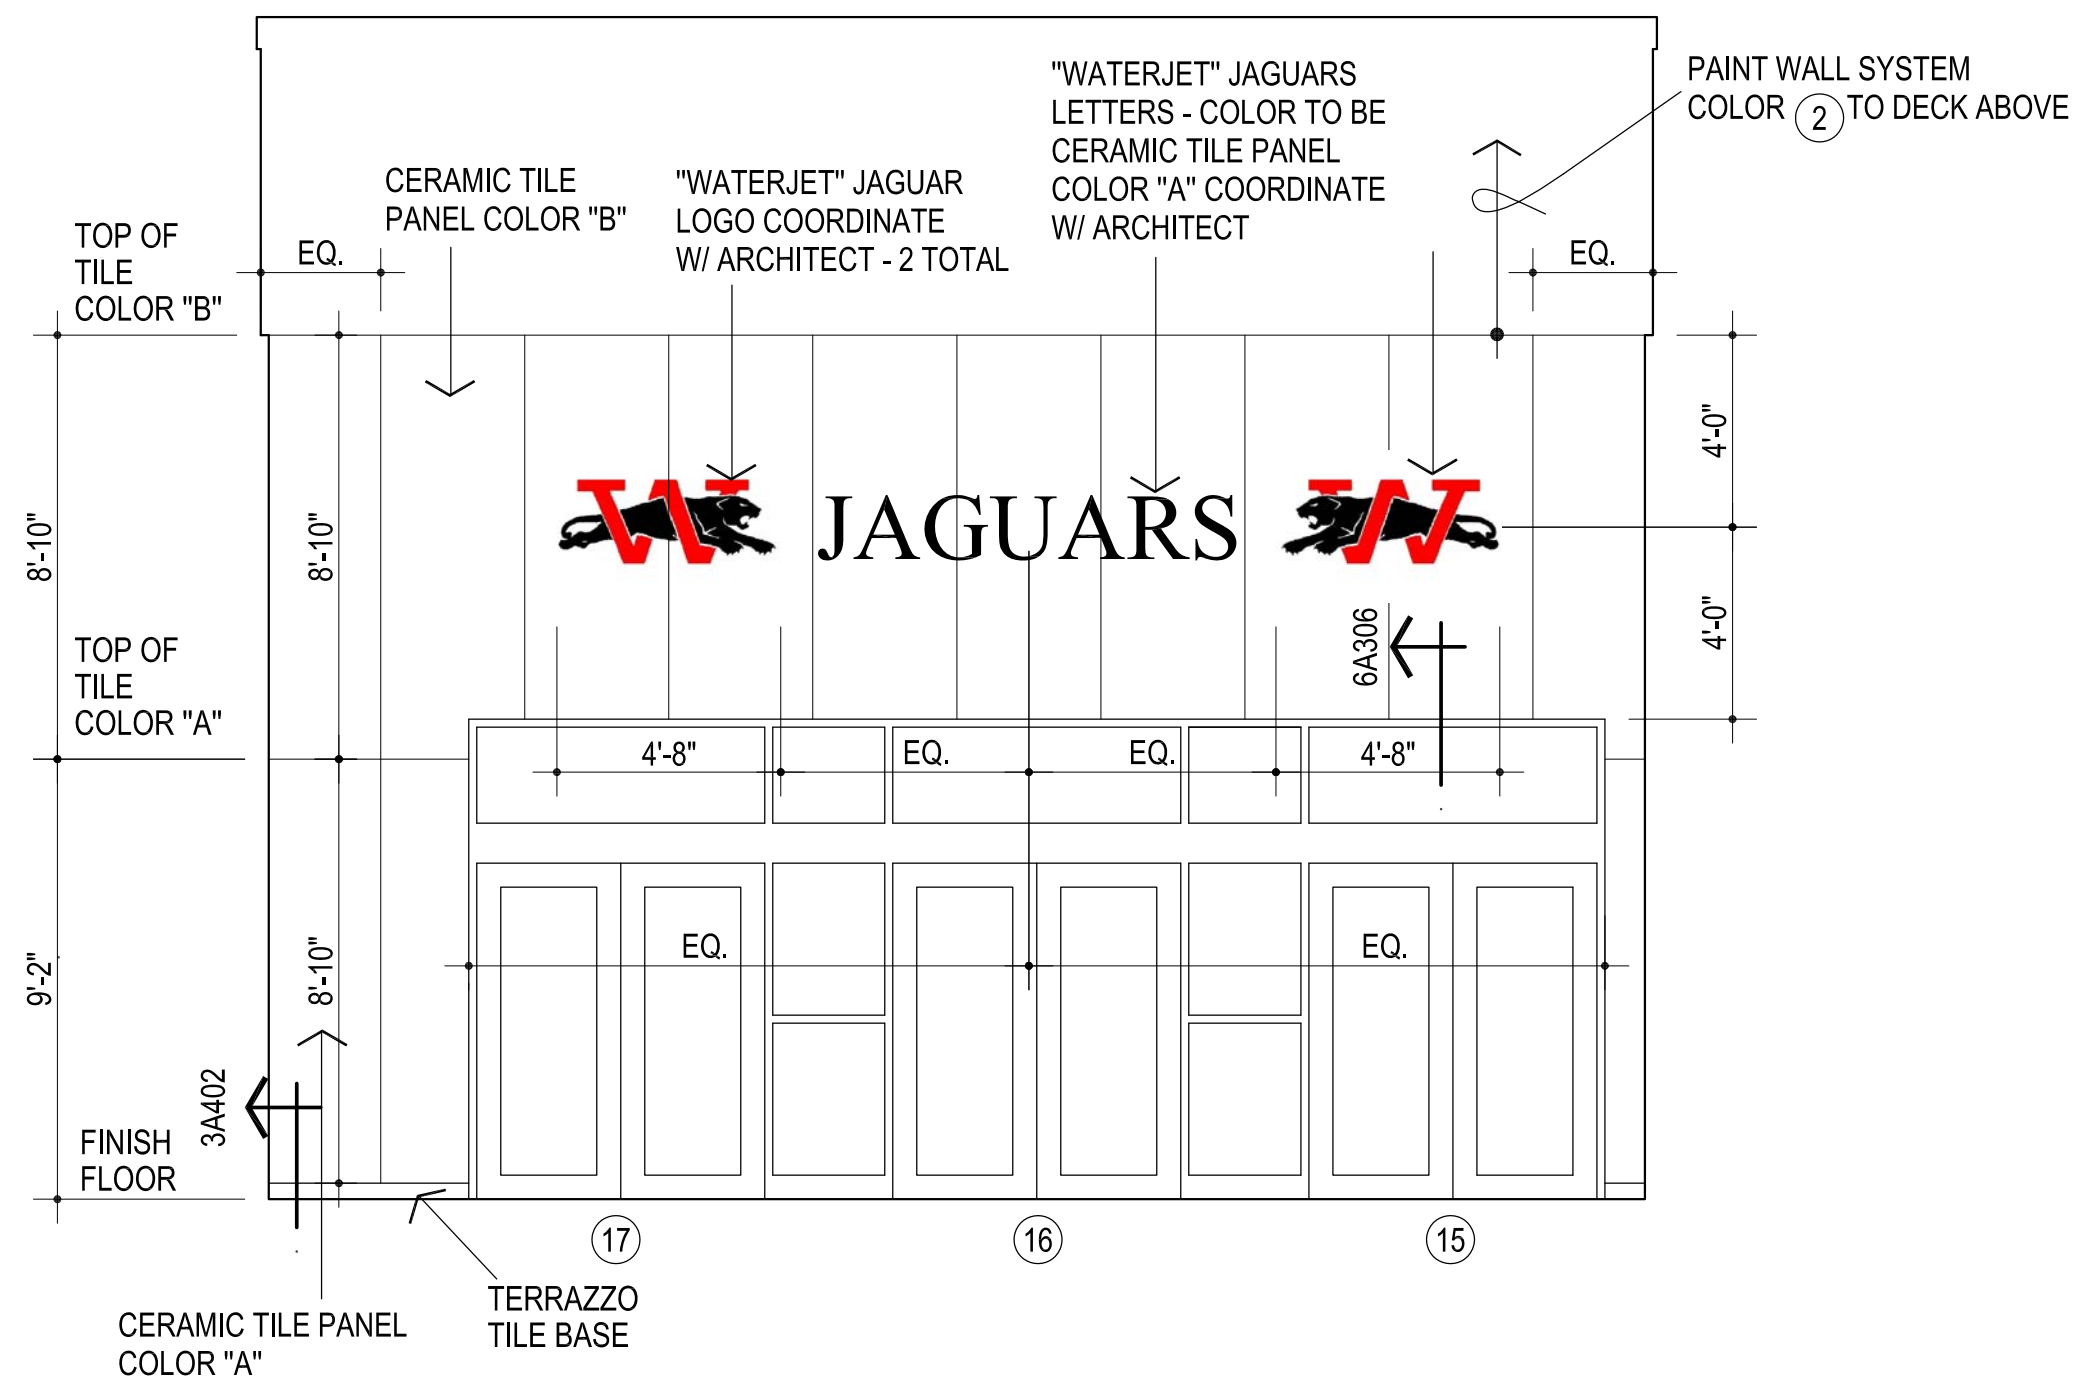 "WATERJET" JAGUARS
LETTERS - COLOR TO BE
CERAMIC TILE PANEL
COLOR "A" COORDINATE
W/ ARCHITECT
PAINT WALL SYSTEM
COLOR 2 TO DECK ABOVE
CERAMIC TILE
PANEL COLOR "B"
"WATERJET" JAGUAR
LOGO COORDINATE
W/ ARCHITECT - 2 TOTAL
TOP OF
TILE
COLOR "B"
EQ.
EQ.
8'-10"
8'-10"
4'-0"
4'-0"
W
JAGUARS
W
6A306
TOP OF
TILE
COLOR "A"
4'-8"
EQ.
EQ.
4'-8"
EQ.
EQ.
9'-2"
8'-10"
3A402
FINISH
FLOOR
17
16
15
TERRAZZO
TILE BASE
CERAMIC TILE PANEL
COLOR "A"